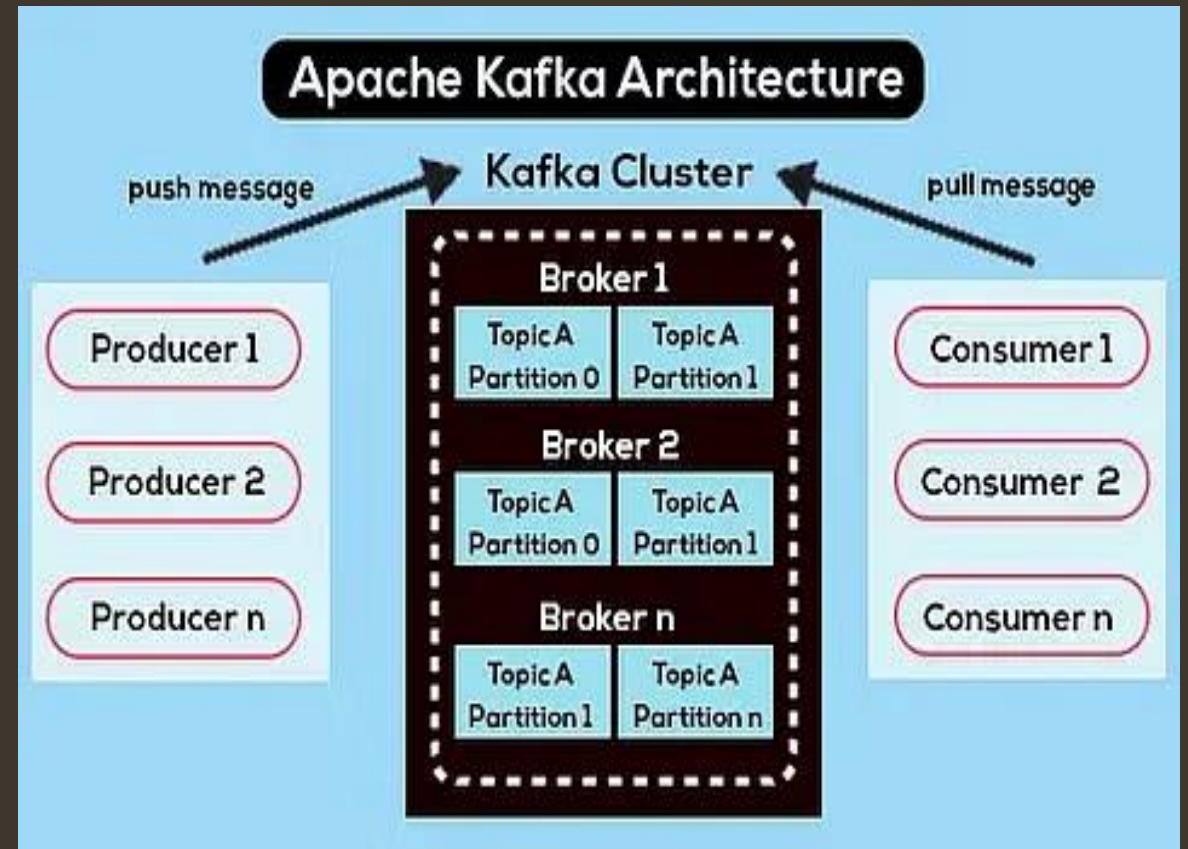 Apache Kafka Architecture
Kafka Cluster
push message
pull message
Producer 1
Producer 2
Producer n
Broker 1
Topic A
Partition 0
Topic A
Partition 1
Broker 2
Topic A
Partition 0
Topic A
Partition 1
Broker n
Topic A
Partition 1
Topic A
Partition n
Consumer 1
Consumer 2
Consumer n